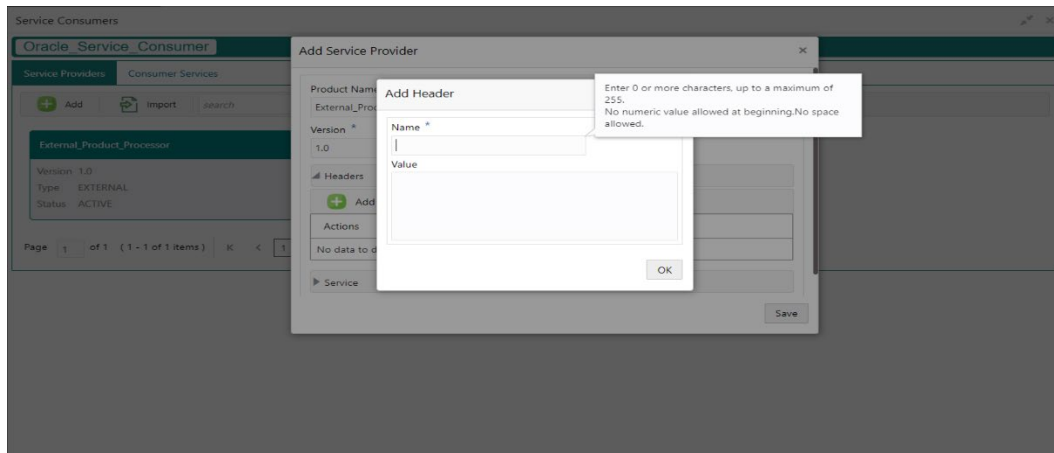 Service Consumers
Oracle_Service_Consumer
Service Providers Consumer Services
Add Import search
External_Product_Processor
Version 1.0
Type EXTERNAL
Status ACTIVE
Page 1 of 1 (1 - 1 of 1 items) K < 1
Add Service Provider ×
Product Name
External_Proc
Version *
1.0
Headers
Add
Actions
No data to d
Service
Save
Add Header
Name *
Value
OK
Enter 0 or more characters, up to a maximum of
255.
No numeric value allowed at beginning.No space
allowed.